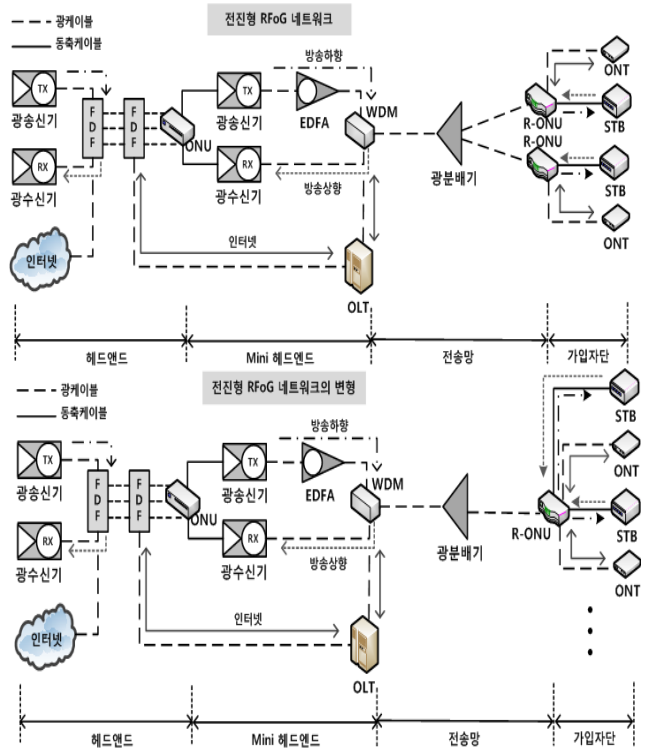 전진형 RFoG 네트워크
광케이블
동축케이블
TX
광송신기
F
D
F
F
D
F
ONU
TX
광송신기
방송하향
EDFA
WDM
RX
광수신기
RX
광수신기
방송상향
광분배기
R-ONU
R-ONU
ONT
STB
STB
ONT
인터넷
인터넷
OLT
헤드앤드
Mini 헤드엔드
전송망
가입자단
전진형 RFoG 네트워크의 변형
광케이블
동축케이블
TX
광송신기
F
D
F
F
D
F
ONU
TX
광송신기
방송하향
EDFA
WDM
RX
광수신기
RX
광수신기
방송상향
광분배기
R-ONU
STB
ONT
STB
ONT
인터넷
인터넷
OLT
헤드앤드
Mini 헤드엔드
전송망
가입자단